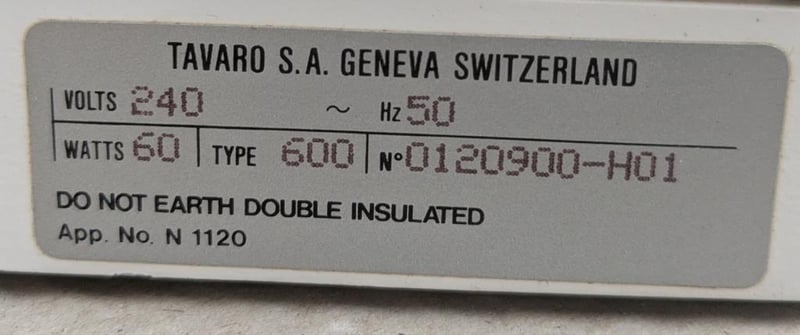 TAVARO S.A. GENEVA SWITZERLAND
VOLTS 240 ~ Hz 50
WATTS 60 TYPE 600 N° 0120900-H01
DO NOT EARTH DOUBLE INSULATED
App. No. N 1120